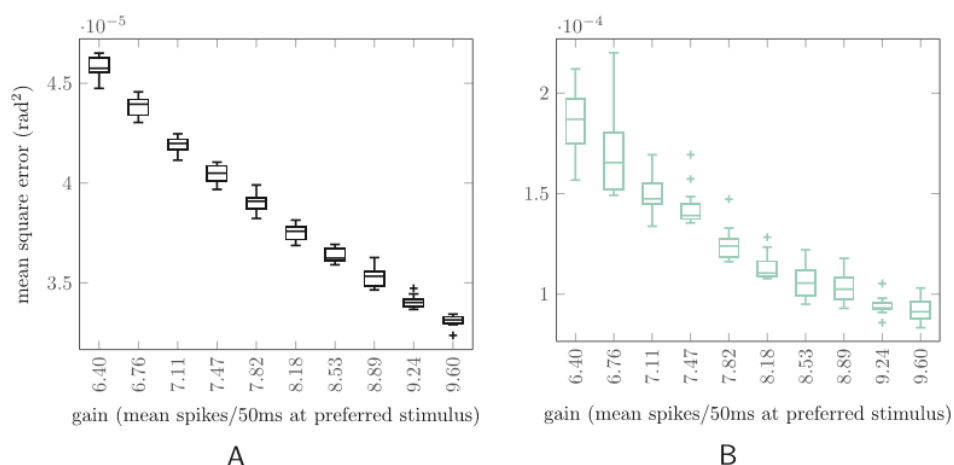 ·10⁻⁵
4.5
4
3.5
mean square error (rad²)
6.40 6.76 7.11 7.47 7.82 8.18 8.53 8.89 9.24 9.60
gain (mean spikes/50ms at preferred stimulus)
A
·10⁻⁴
2
1.5
1
6.40 6.76 7.11 7.47 7.82 8.18 8.53 8.89 9.24 9.60
gain (mean spikes/50ms at preferred stimulus)
B